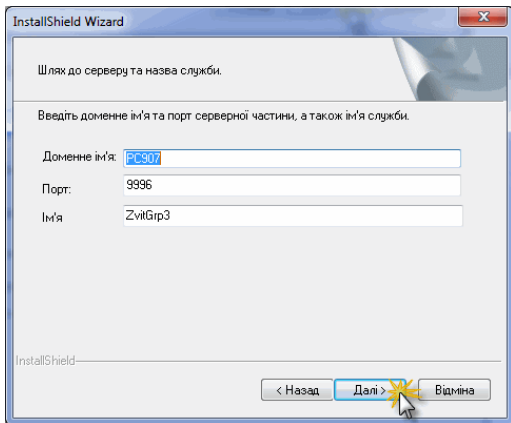 InstallShield Wizard
Шлях до серверу та назва служби.
Введіть доменне ім'я та порт серверної частини, а також ім'я служби.
Доменне ім'я: PC907
Порт: 9996
Ім'я ZvitGrp3
InstallShield
< Назад Далі > Відміна